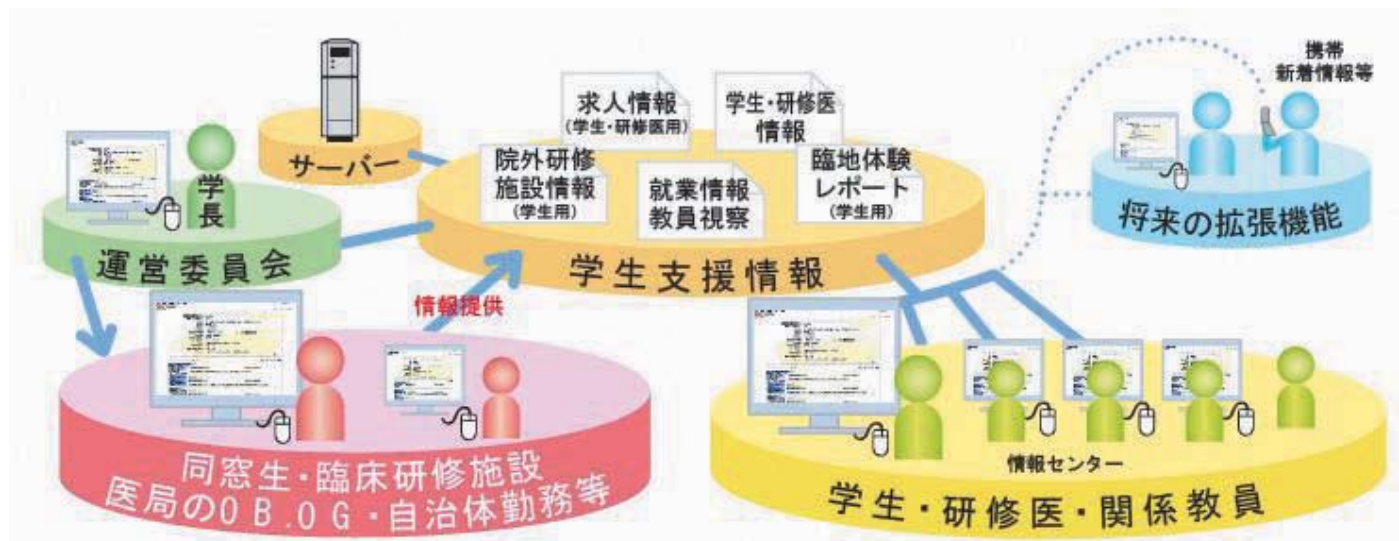 携帯
新着情報等
求人情報
(学生・研修医用)
学生・研修医
情報
サーバー
学長
院外研修
施設情報
(学生用)
就業情報
教員視察
臨地体験
レポート
(学生用)
将来の拡張機能
運営委員会
学生支援情報
情報提供
同窓生・臨床研修施設
医局のOB.OG・自治体勤務等
情報センター
学生・研修医・関係教員